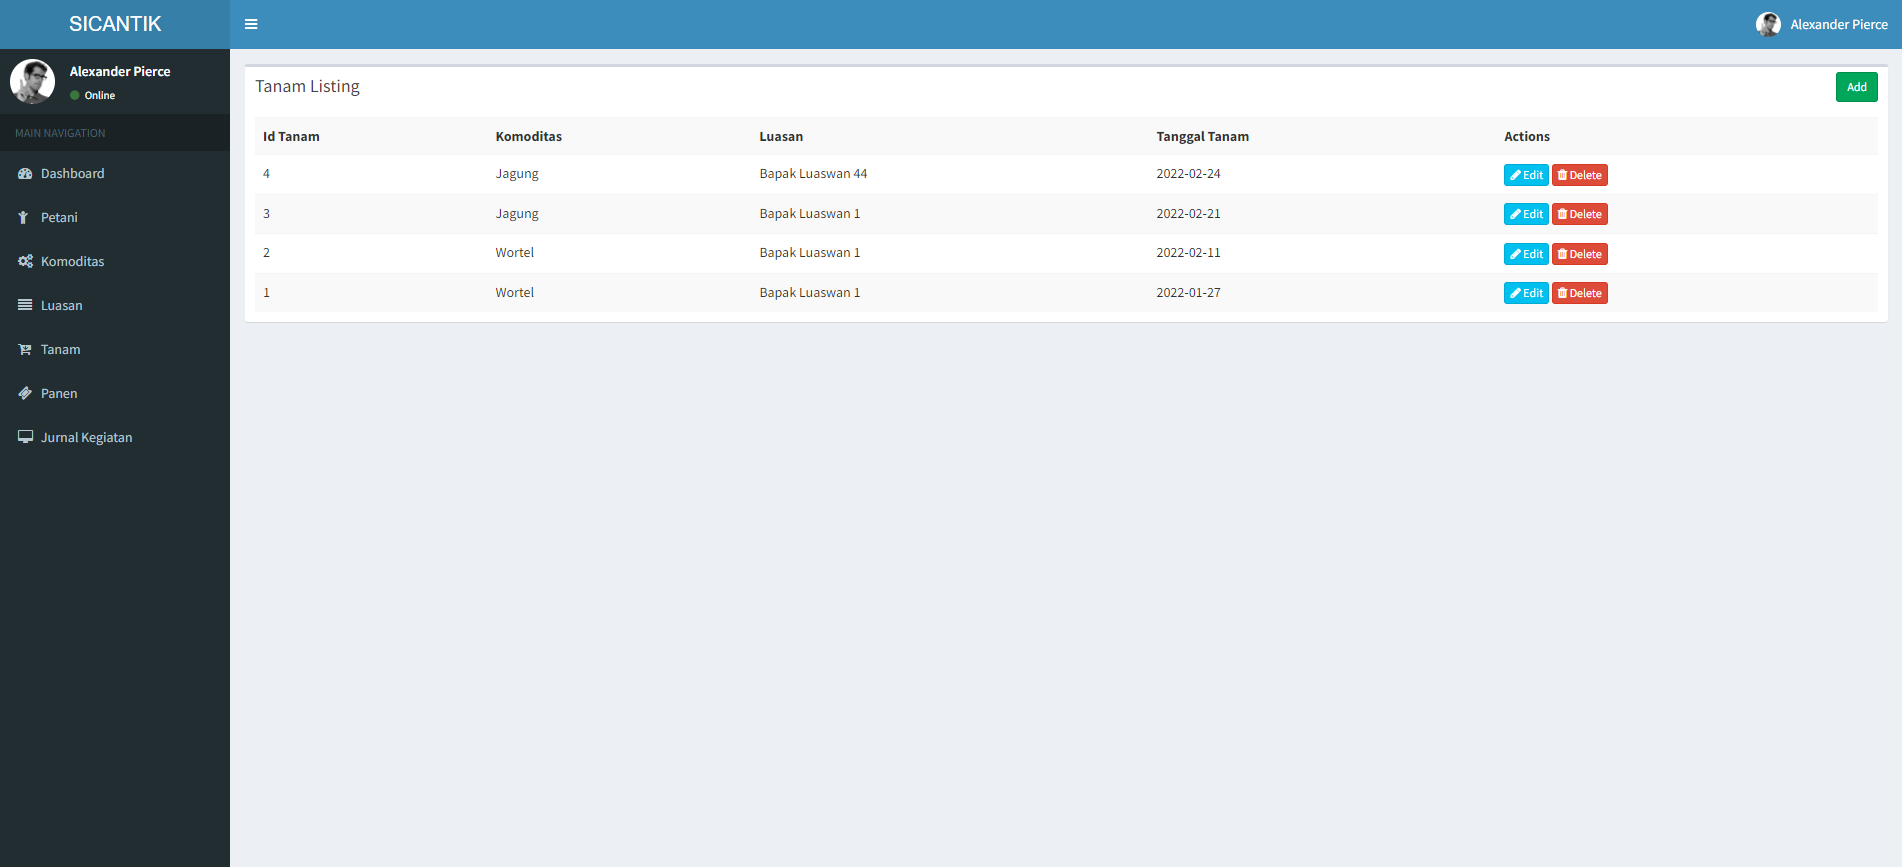 SICANTIK
Alexander Pierce
Alexander Pierce
Online
MAIN NAVIGATION
Dashboard
Petani
Komoditas
Luasan
Tanam
Panen
Jurnal Kegiatan
Tanam Listing
Add
Id Tanam Komoditas Luasan Tanggal Tanam Actions
4 Jagung Bapak Luaswan 44 2022-02-24 Edit Delete
3 Jagung Bapak Luaswan 1 2022-02-21 Edit Delete
2 Wortel Bapak Luaswan 1 2022-02-11 Edit Delete
1 Wortel Bapak Luaswan 1 2022-01-27 Edit Delete